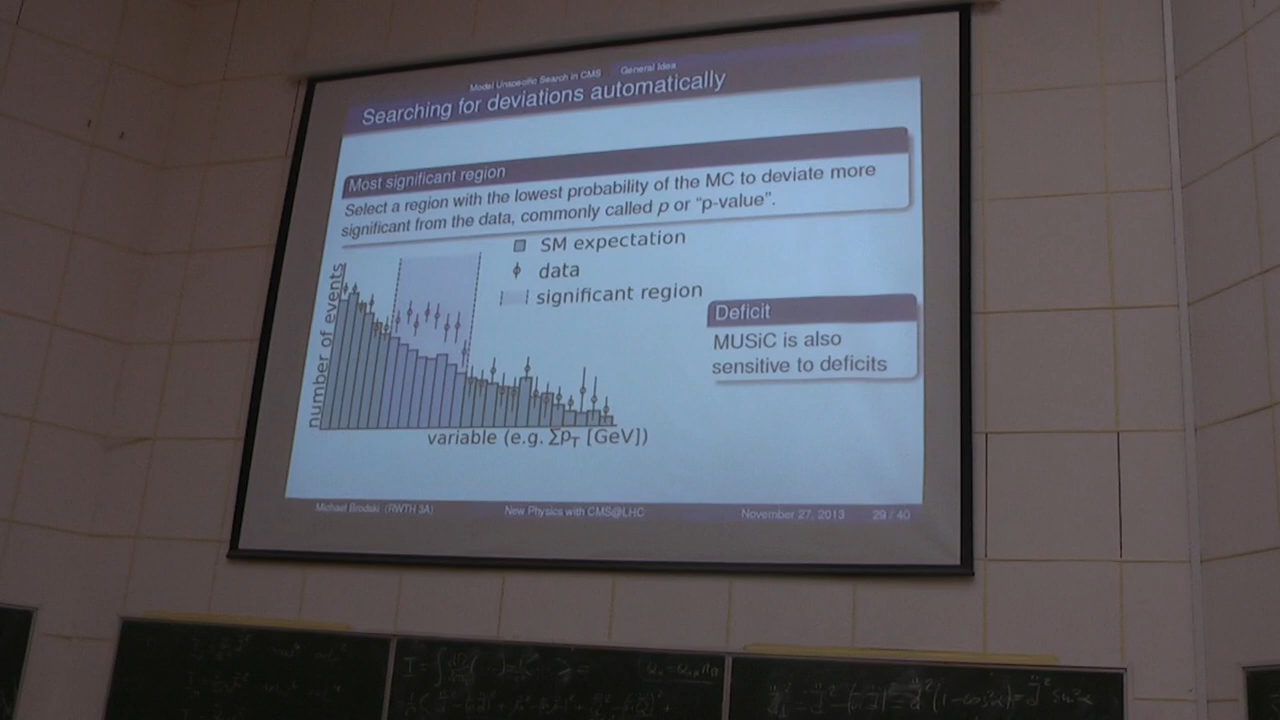 Model Unspecific Search in CMS General Idea
Searching for deviations automatically
Most significant region
Select a region with the lowest probability of the MC to deviate more
significant from the data, commonly called p or “p-value”.
SM expectation
data
significant region
number of events
variable (e.g. ΣpT [GeV])
Deficit
MUSiC is also
sensitive to deficits
Michael Brodski (RWTH 3A) New Physics with CMS@LHC November 27, 2013 29 / 40